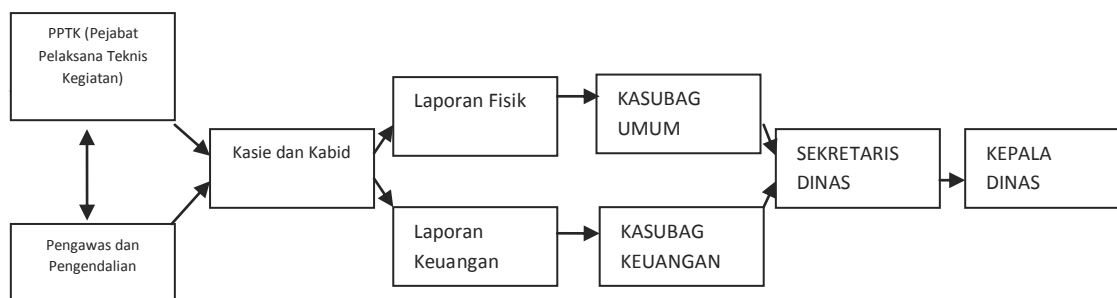 PPTK (Pejabat
Pelaksana Teknis
Kegiatan)
Pengawas dan
Pengendalian
Kasie dan Kabid
Laporan Fisik
Laporan
Keuangan
KASUBAG
UMUM
KASUBAG
KEUANGAN
SEKRETARIS
DINAS
KEPALA
DINAS